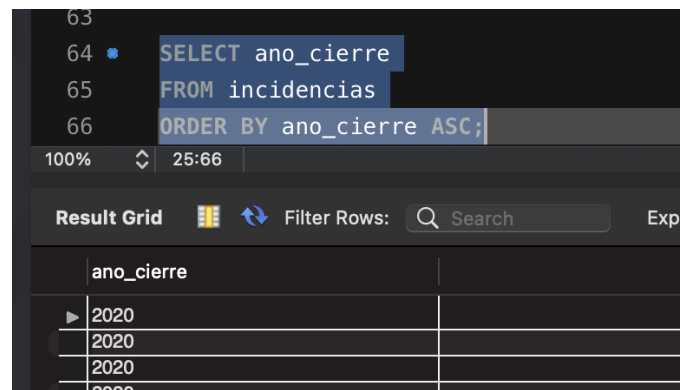 63
64 SELECT ano_cierre
65 FROM incidencias
66 ORDER BY ano_cierre ASC;
100% 25:66
Result Grid Filter Rows: Search Exp
ano_cierre
2020
2020
2020
2020